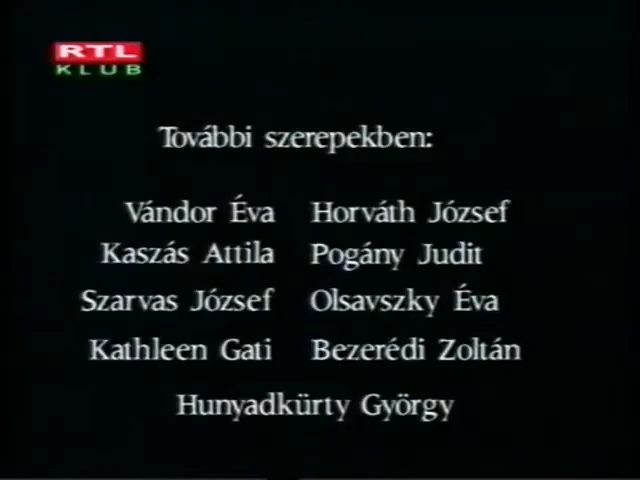 RTL
KLUB
További szerepekben:
Vándor Éva Horváth József
Kaszás Attila Pogány Judit
Szarvas József Olsavszky Éva
Kathleen Gati Bezerédi Zoltán
Hunyadkürty György